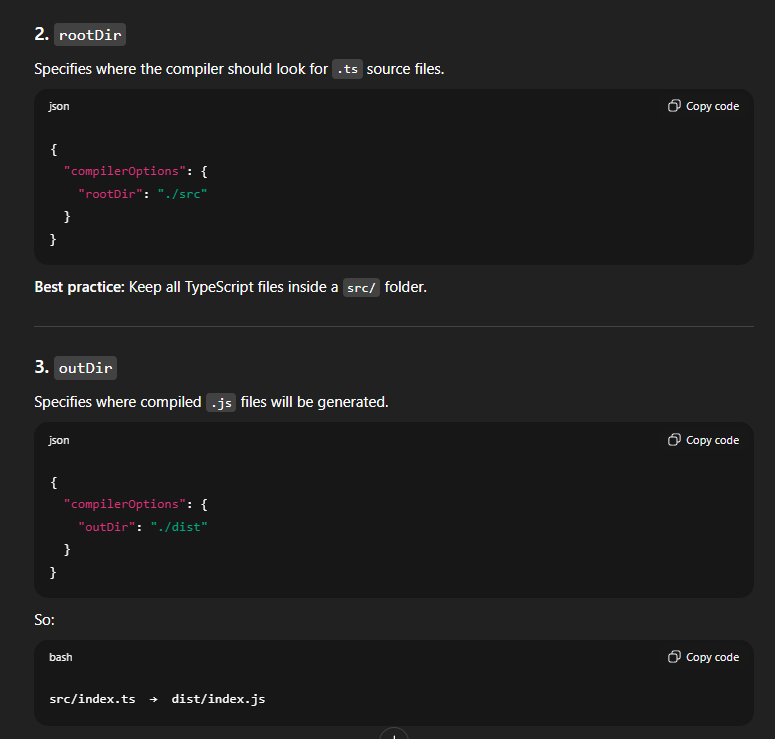 2. rootDir
Specifies where the compiler should look for .ts source files.
json
Copy code
{
  "compilerOptions": {
    "rootDir": "./src"
  }
}
Best practice: Keep all TypeScript files inside a src/ folder.
3. outDir
Specifies where compiled .js files will be generated.
json
Copy code
{
  "compilerOptions": {
    "outDir": "./dist"
  }
}
So:
bash
Copy code
src/index.ts → dist/index.js